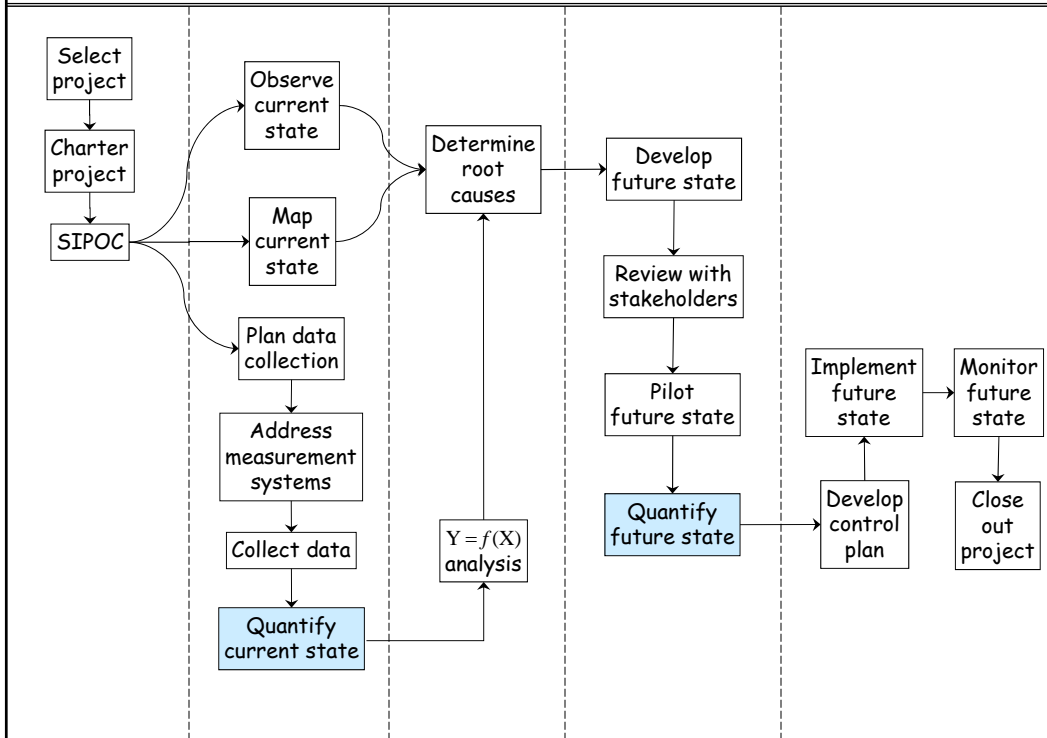 Select
project
Charter
project
SIPOC
Observe
current
state
Map
current
state
Plan data
collection
Address
measurement
systems
Collect data
Quantify
current state
Determine
root
causes
Y = f(X)
analysis
Develop
future state
Review with
stakeholders
Pilot
future state
Quantify
future state
Implement
future
state
Develop
control
plan
Monitor
future
state
Close
out
project